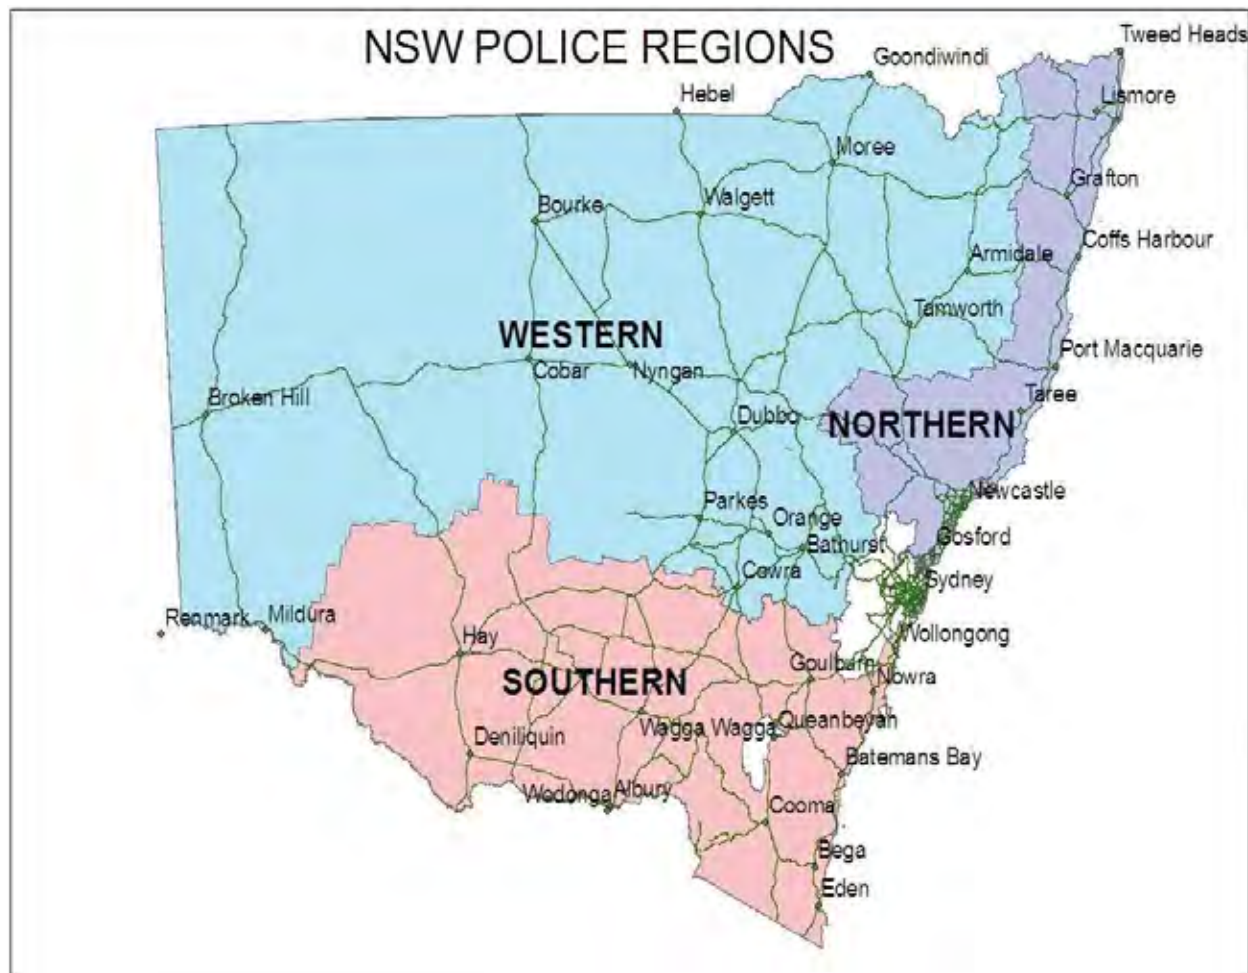 NSW POLICE REGIONS
Tweed Heads
Goondiwindi
Hebel
Lismore
Moree
Grafton
Walgett
Bourke
Coffs Harbour
Armidale
Tamworth
WESTERN
Port Macquarie
Cobar
Nyngan
Broken Hill
Taree
Dubbo
NORTHERN
Newcastle
Parkes
Orange
Gosford
Bathurst
Cowra
Sydney
Renmark
Mildura
Hay
Wollongong
Goulburn
SOUTHERN
Nowra
Wagga Wagga
Queanbeyan
Deniliquin
Batemans Bay
Wodonga
Albury
Cooma
Bega
Eden